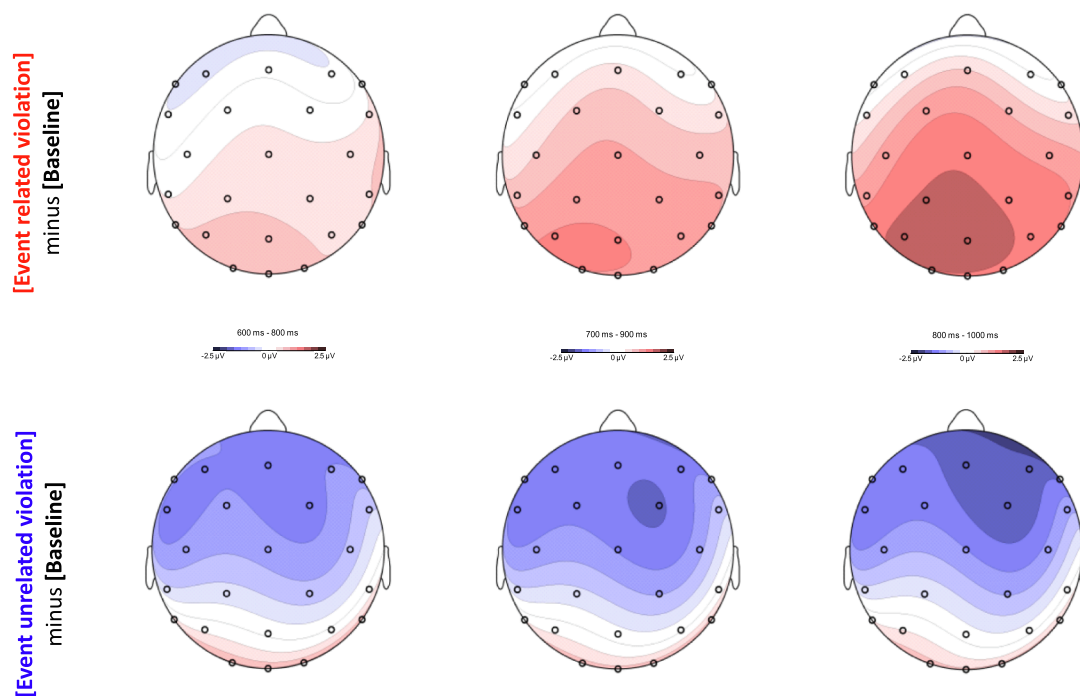 [Event related violation]
minus [Baseline]
600 ms - 800 ms
-2.5 µV 0 µV 2.5 µV
700 ms - 900 ms
-2.5 µV 0 µV 2.5 µV
800 ms - 1000 ms
-2.5 µV 0 µV 2.5 µV
[Event unrelated violation]
minus [Baseline]